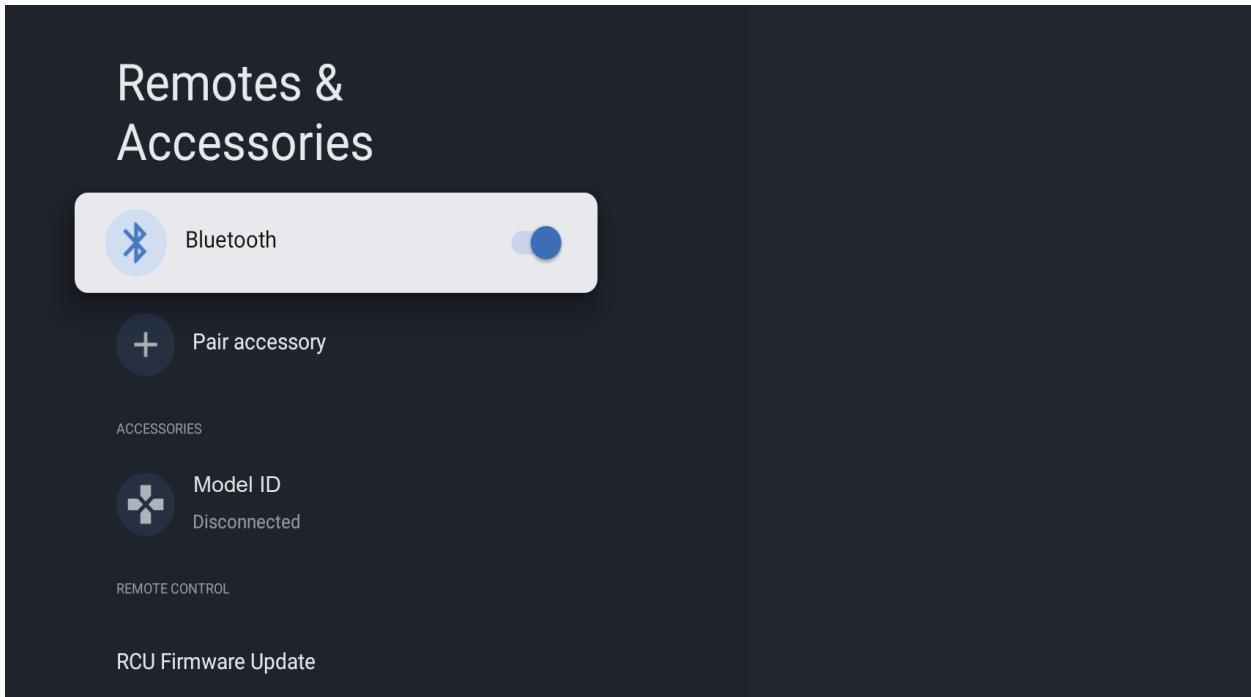 Remotes &
Accessories
Bluetooth
Pair accessory
ACCESSORIES
Model ID
Disconnected
REMOTE CONTROL
RCU Firmware Update